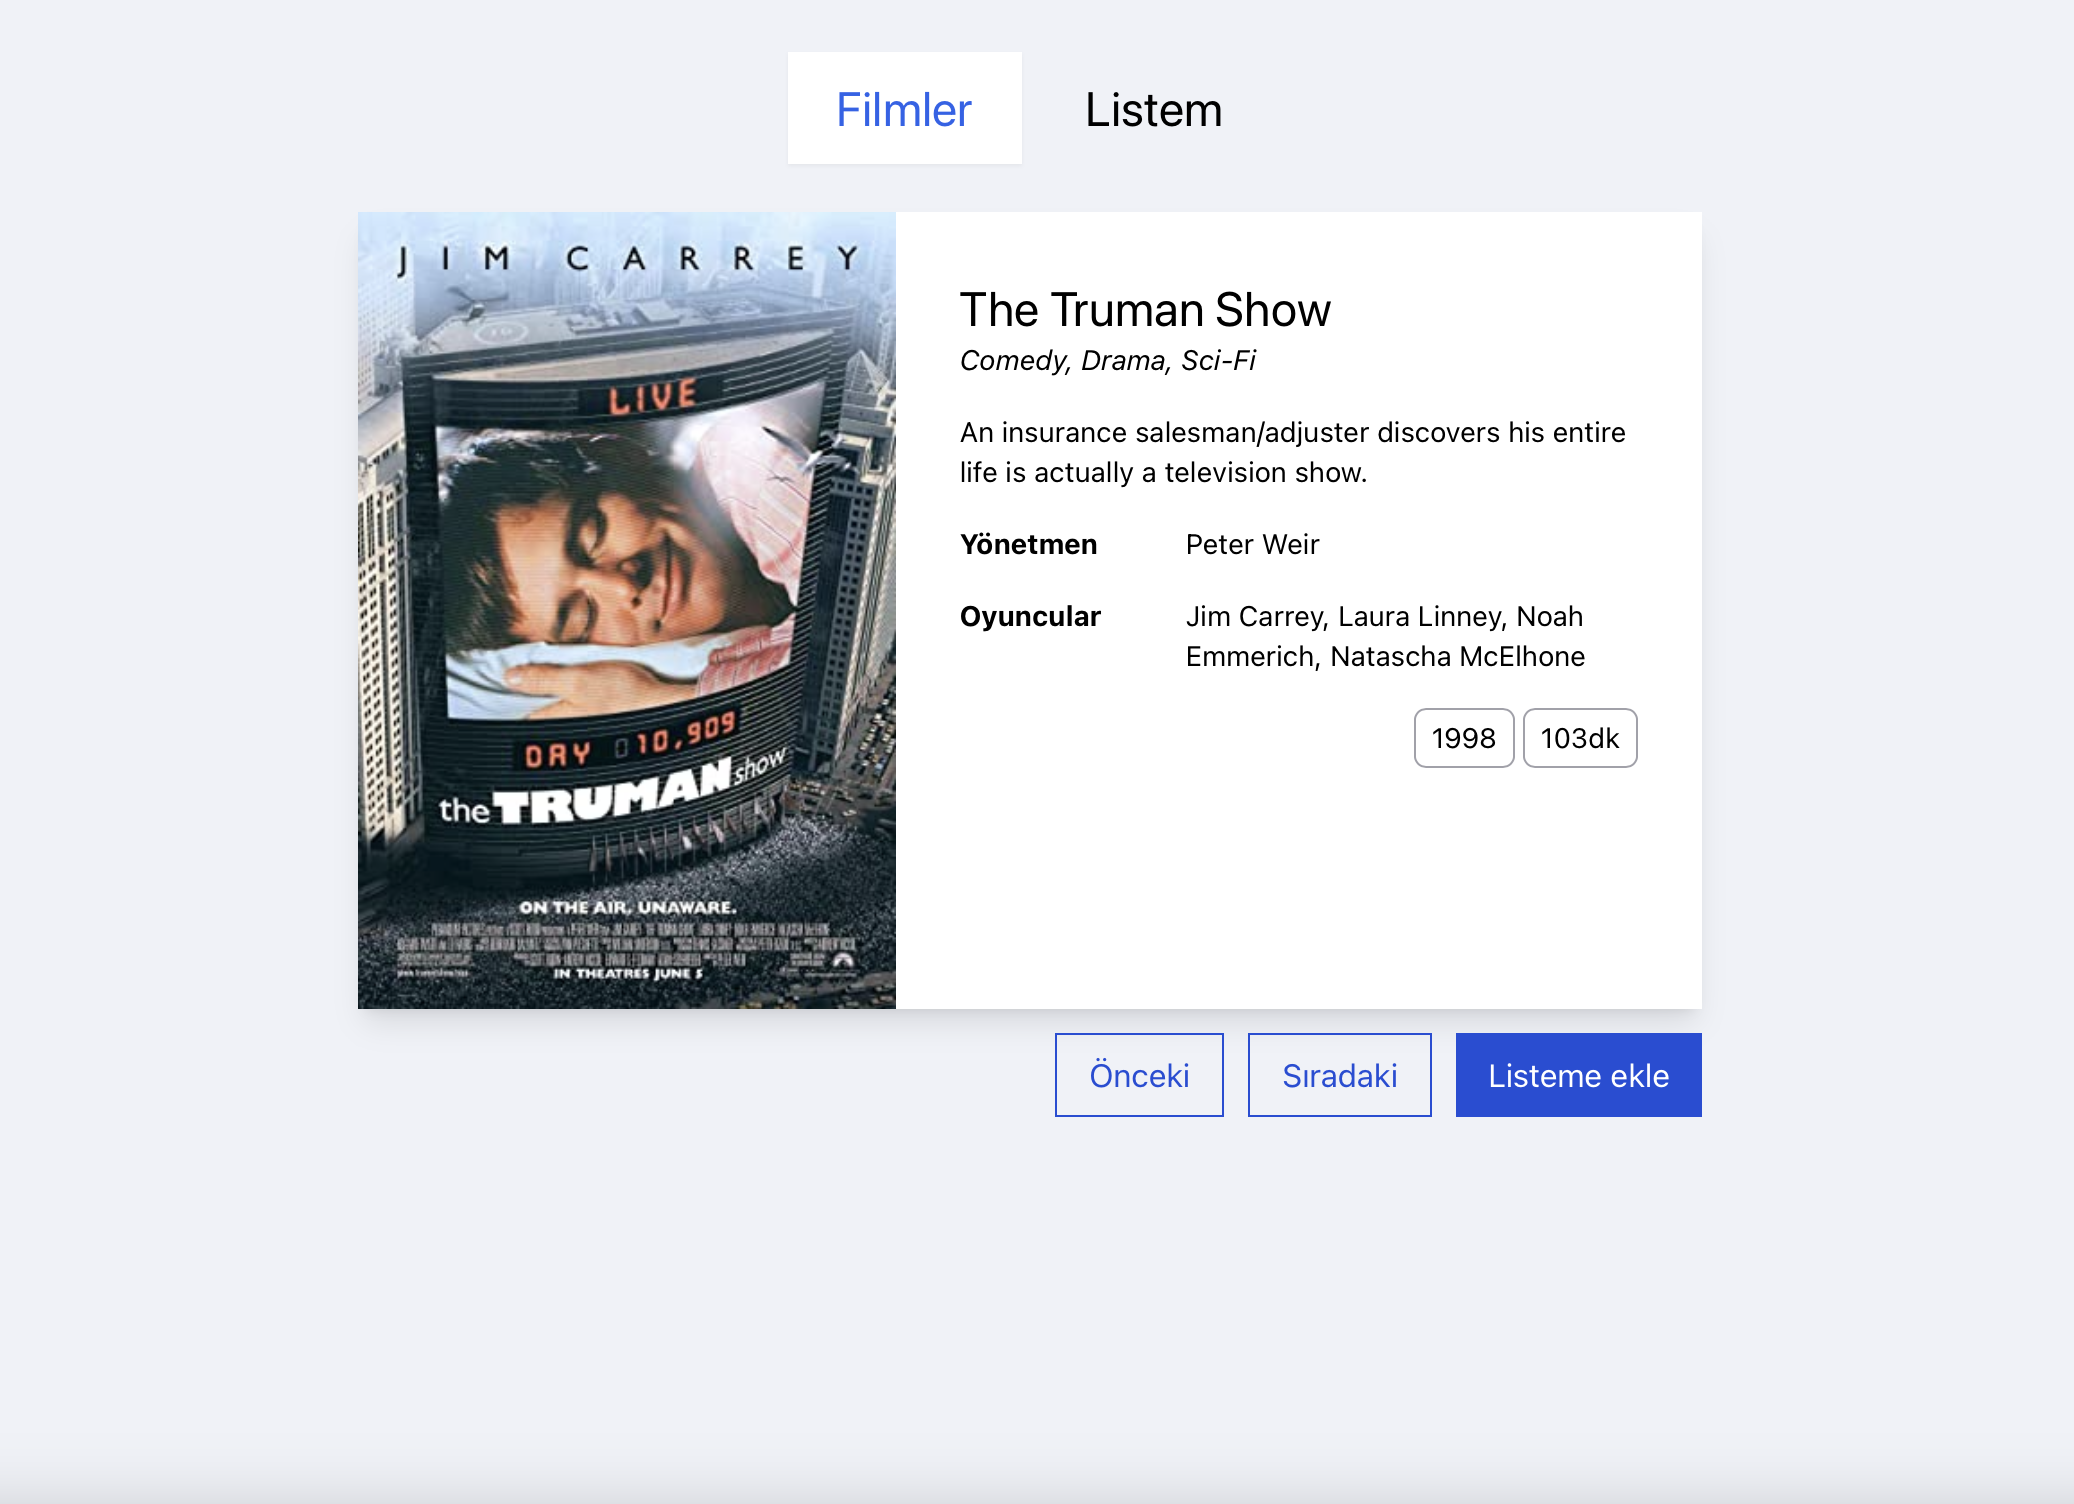 Filmler
Listem
JIM CARREY
LIVE
DAY 010,909
the TRUMAN show
ON THE AIR, UNAWARE.
IN THEATRES JUNE 5
The Truman Show
Comedy, Drama, Sci-Fi
An insurance salesman/adjuster discovers his entire
life is actually a television show.
Yönetmen Peter Weir
Oyuncular Jim Carrey, Laura Linney, Noah
Emmerich, Natascha McElhone
1998 103dk
Önceki Sıradaki Listeme ekle